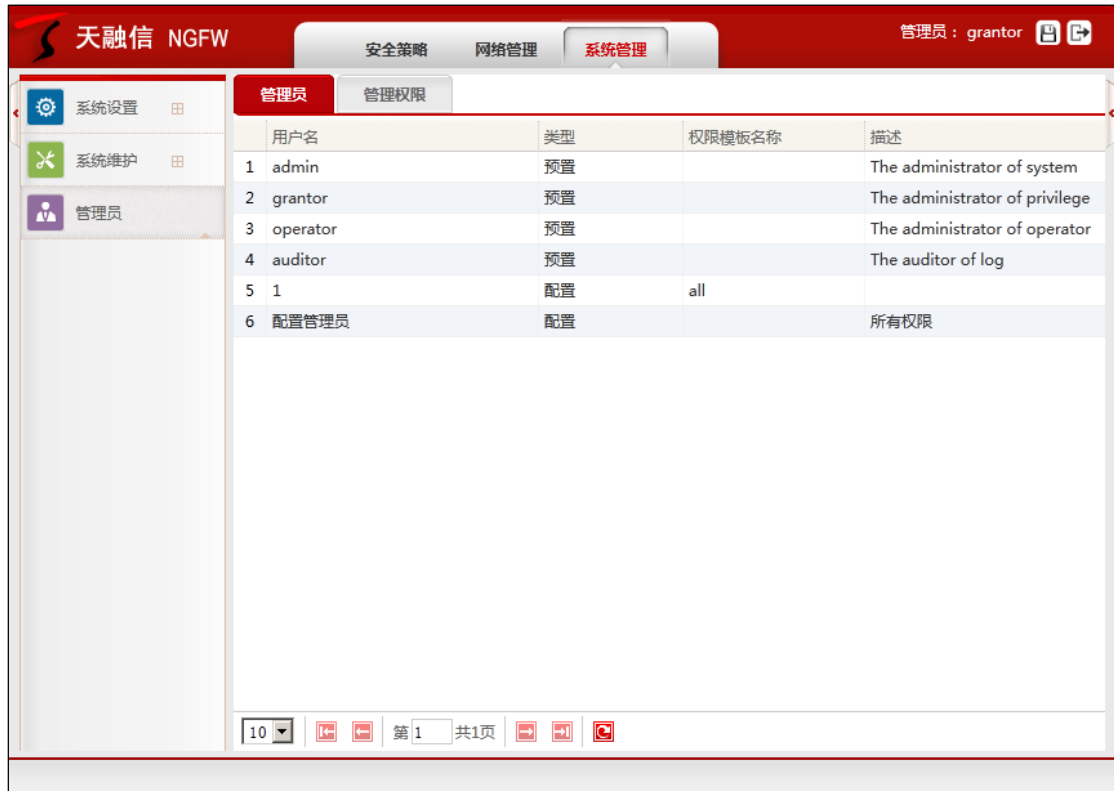 天融信 NGFW
安全策略 网络管理 系统管理
管理员： grantor
系统设置
系统维护
管理员
管理员 管理权限
用户名 类型 权限模板名称 描述
1 admin 预置 The administrator of system
2 grantor 预置 The administrator of privilege
3 operator 预置 The administrator of operator
4 auditor 预置 The auditor of log
5 1 配置 all
6 配置管理员 配置 所有权限
10 第 1 共1页